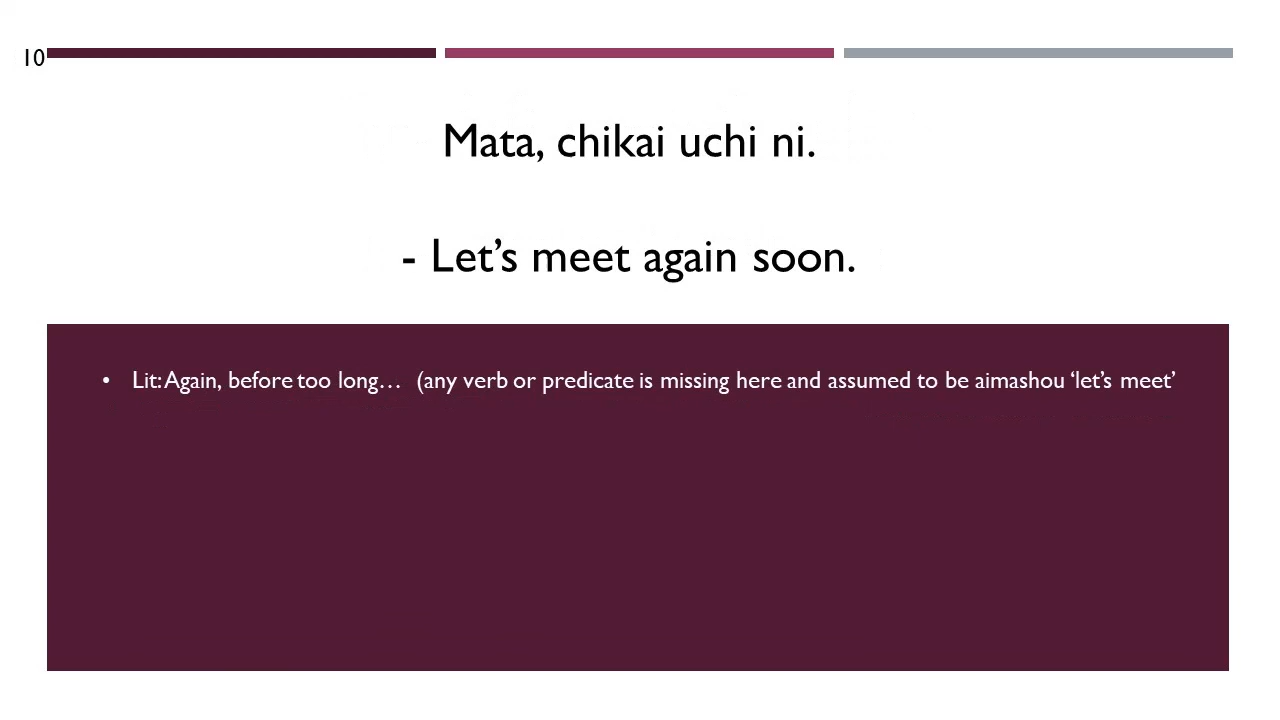 10
Mata, chikai uchi ni.
- Let’s meet again soon.
• Lit: Again, before too long… (any verb or predicate is missing here and assumed to be aimashou ‘let’s meet’